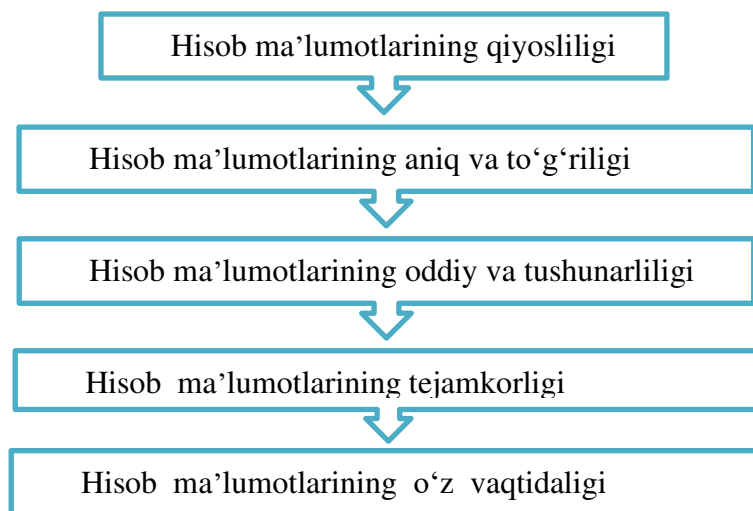 Hisob ma’lumotlarining qiyosliligi
Hisob ma’lumotlarining aniq va to‘g‘riligi
Hisob ma’lumotlarining oddiy va tushunarliligi
Hisob ma’lumotlarining tejamkorligi
Hisob ma’lumotlarining o‘z vaqtidaligi